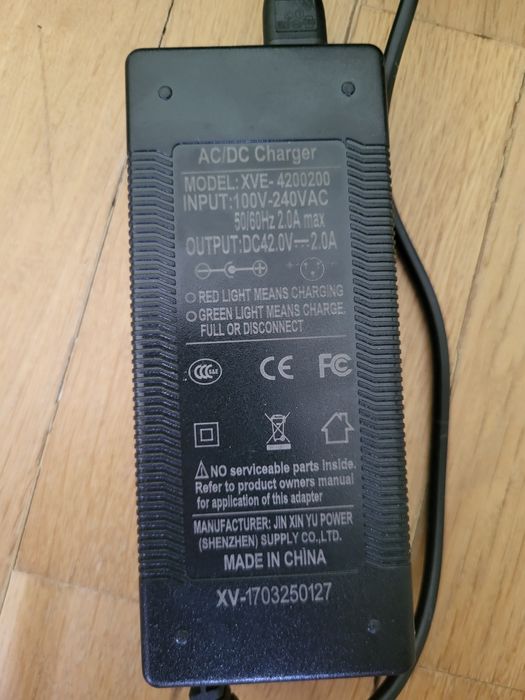 AC/DC Charger
MODEL: XVE- 4200200
INPUT:100V-240VAC
50/60Hz 2.0A max
OUTPUT:DC42.0V⎓2.0A
RED LIGHT MEANS CHARGING
GREEN LIGHT MEANS CHARGE
FULL OR DISCONNECT
CCC S&E CE FC
NO serviceable parts inside.
Refer to product owners manual
for application of this adapter
MANUFACTURER: JIN XIN YU POWER
(SHENZHEN) SUPPLY CO.,LTD.
MADE IN CHINA
XV-1703250127